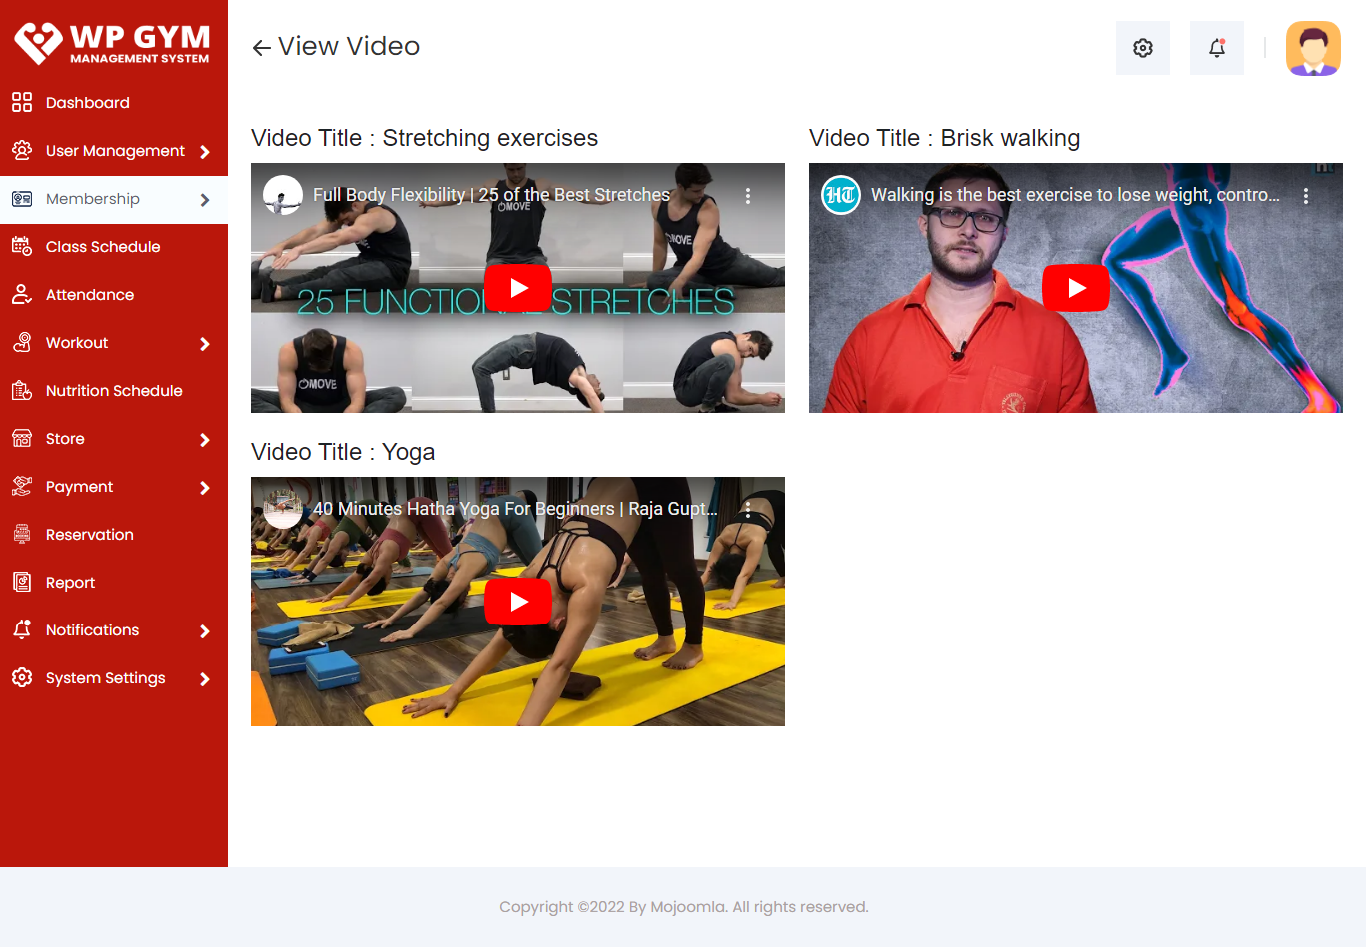 WP GYM
MANAGEMENT SYSTEM
Dashboard
User Management
Membership
Class Schedule
Attendance
Workout
Nutrition Schedule
Store
Payment
Reservation
Report
Notifications
System Settings
View Video
Video Title : Stretching exercises
Full Body Flexibility | 25 of the Best Stretches
MOVE
MOVE
25 FUNCTIONAL STRETCHES
MOVE
Video Title : Brisk walking
HT
Walking is the best exercise to lose weight, contro...
Video Title : Yoga
40 Minutes Hatha Yoga For Beginners | Raja Gupt...
Copyright ©2022 By Mojoomla. All rights reserved.